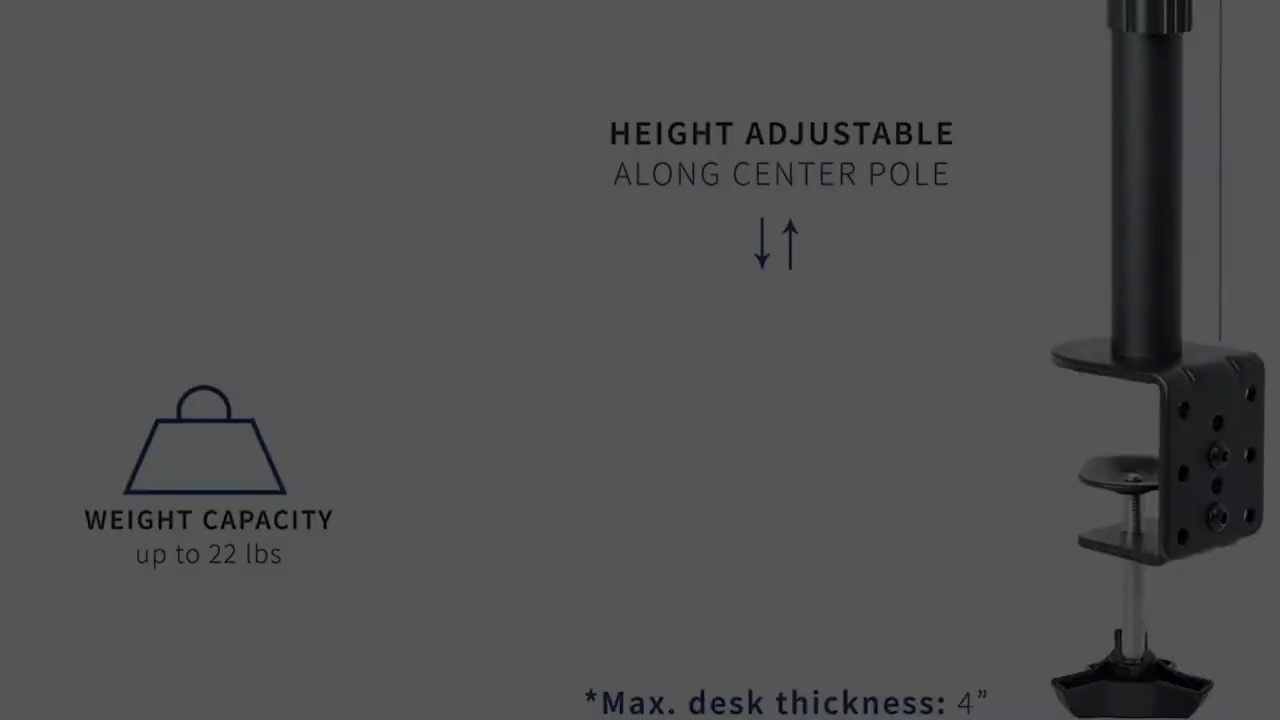 HEIGHT ADJUSTABLE
ALONG CENTER POLE
WEIGHT CAPACITY
up to 22 lbs
*Max. desk thickness: 4”